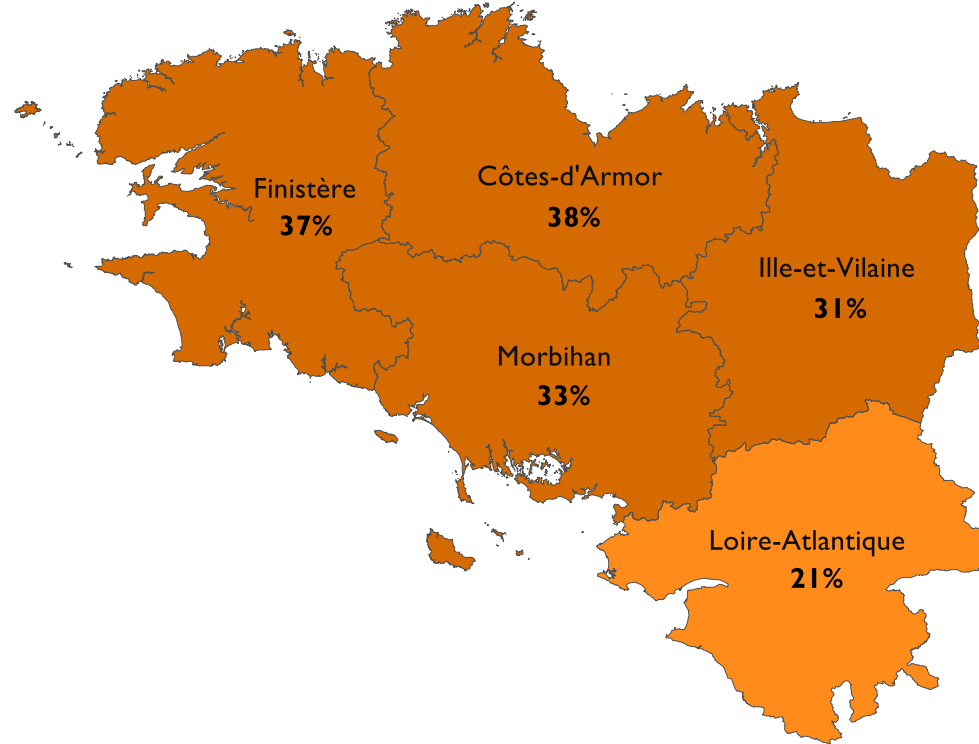 Finistère
37%
Côtes-d'Armor
38%
Ille-et-Vilaine
31%
Morbihan
33%
Loire-Atlantique
21%